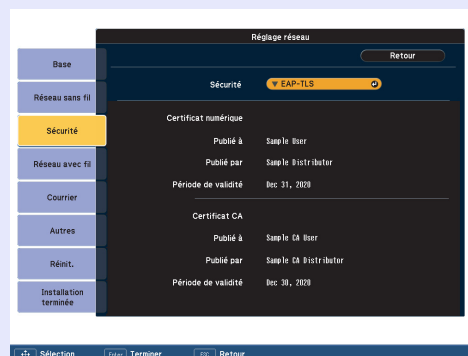 Réglage réseau
Retour
Base
Réseau sans fil
Sécurité
Réseau avec fil
Courrier
Autres
Réinit.
Installation
terminée
Sécurité EAP-TLS
Certificat numérique
Publié à Sample User
Publié par Sample Distributor
Période de validité Dec 31, 2020
Certificat CA
Publié à Sample CA User
Publié par Sample CA Distributor
Période de validité Dec 30, 2020
Sélection Enter Terminer ESC Retour